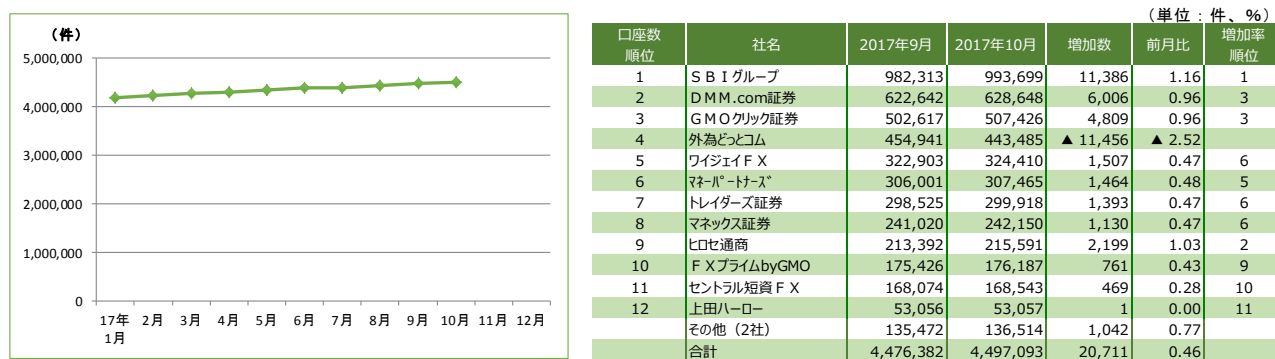 (件)
5,000,000
4,000,000
3,000,000
2,000,000
1,000,000
0
17年 2月 3月 4月 5月 6月 7月 8月 9月 10月 11月 12月
1月
(単位:件、%)
口座数順位 社名 2017年9月 2017年10月 増加数 前月比 増加率順位
1 SBIグループ 982,313 993,699 11,386 1.16 1
2 DMM.com証券 622,642 628,648 6,006 0.96 3
3 GMOクリック証券 502,617 507,426 4,809 0.96 3
4 外為どっとコム 454,941 443,485 ▲ 11,456 ▲ 2.52
5 ワイジェイFX 322,903 324,410 1,507 0.47 6
6 マネーパートナーズ 306,001 307,465 1,464 0.48 5
7 トレイダーズ証券 298,525 299,918 1,393 0.47 6
8 マネックス証券 241,020 242,150 1,130 0.47 6
9 ヒロセ通商 213,392 215,591 2,199 1.03 2
10 FXプライムbyGMO 175,426 176,187 761 0.43 9
11 セントラル短資FX 168,074 168,543 469 0.28 10
12 上田ハーロー 53,056 53,057 1 0.00 11
その他(2社) 135,472 136,514 1,042 0.77
合計 4,476,382 4,497,093 20,711 0.46